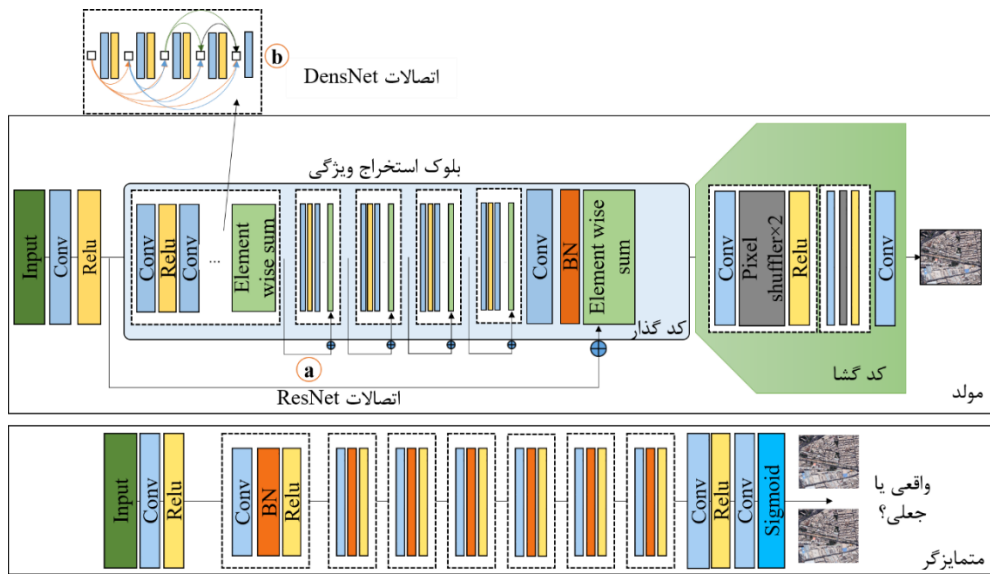 b
اتصالات DensNet
بلوک استخراج ویژگی
Input
Conv
Relu
Conv
Relu
Conv
...
Element
wise sum
Conv
BN
Element wise
sum
کد گذار
Conv
Pixel
shuffler×2
Relu
Conv
کد گشا
a
اتصالات ResNet
مولد
Input
Conv
Relu
Conv
BN
Relu
Conv
Relu
Conv
Sigmoid
واقعی یا
جعلی؟
متمایزگر